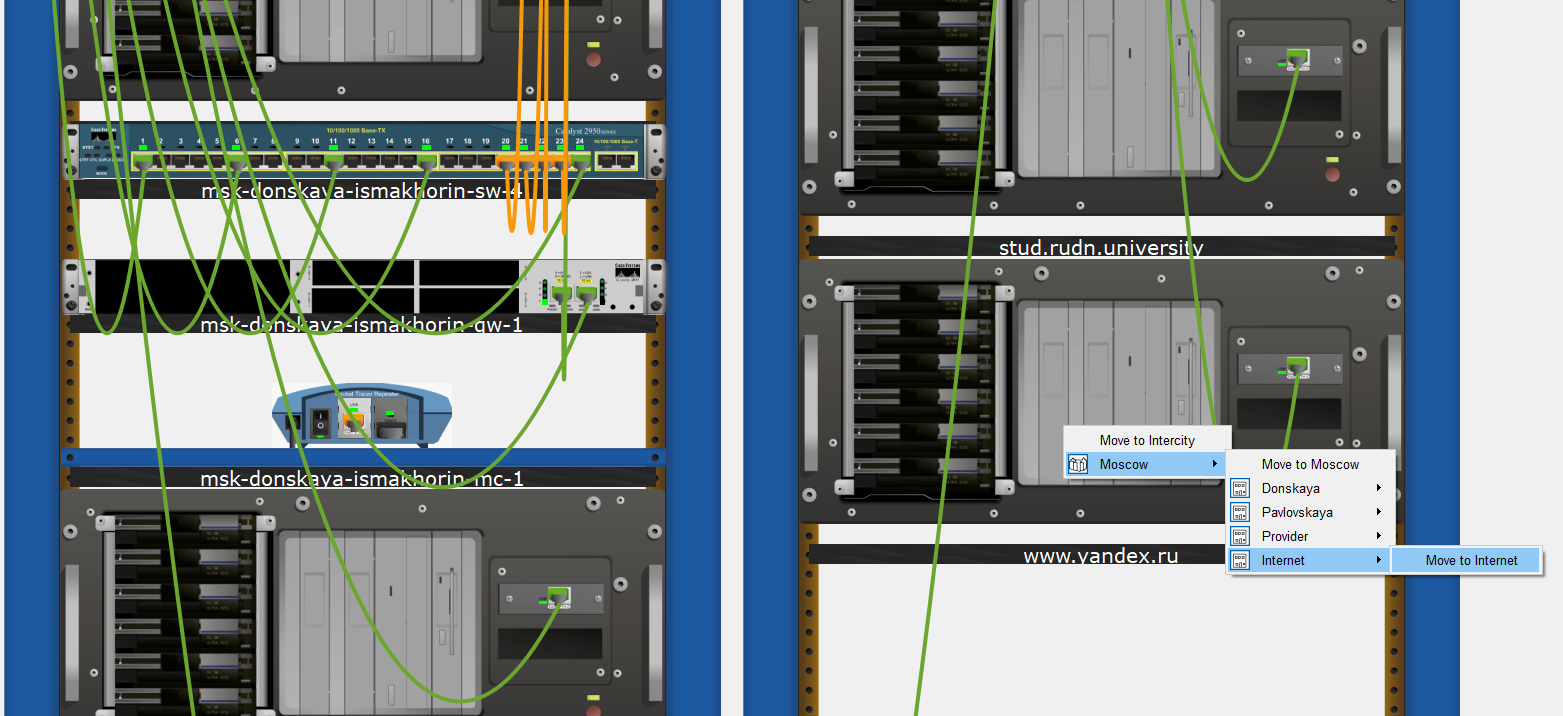 10/100/1000 Base-TX
Catalyst 2950 SERIES
1 2 3 4 5 6 7 8 9 10 11 12 13 14 15 16 17 18 19 20 21 22 23 24
10/100/1000 Base-T
MODE
msk-donskaya-ismakhorin-sw-4
msk-donskaya-ismakhorin-gw-1
LINK
msk-donskaya-ismakhorin-mc-1
stud.rudn.university
www.yandex.ru
Move to Intercity
Moscow
Move to Moscow
Donskaya
Pavlovskaya
Provider
Internet
Move to Internet